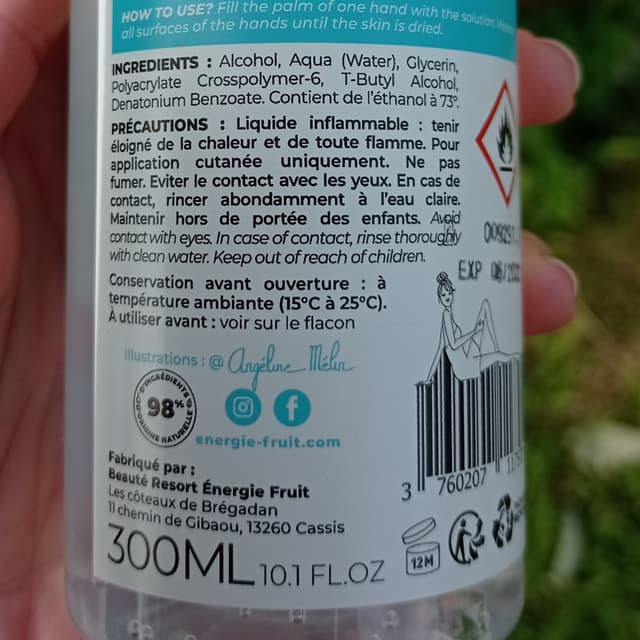 HOW TO USE? Fill the palm of one hand with the solution.
all surfaces of the hands until the skin is dried.
INGREDIENTS : Alcohol, Aqua (Water), Glycerin,
Polyacrylate Crosspolymer-6, T-Butyl Alcohol,
Denatonium Benzoate. Contient de l'éthanol à 73°.
PRÉCAUTIONS : Liquide inflammable : tenir
éloigné de la chaleur et de toute flamme. Pour
application cutanée uniquement. Ne pas
fumer. Eviter le contact avec les yeux. En cas de
contact, rincer abondamment à l'eau claire.
Maintenir hors de portée des enfants. Avoid
contact with eyes. In case of contact, rinse thoroughly
with clean water. Keep out of reach of children.
EXP
Conservation avant ouverture : à
température ambiante (15°C à 25°C).
À utiliser avant : voir sur le flacon
Illustrations : @ Angéline Mélin
D'INGRÉDIENTS
98%
D'ORIGINE NATURELLE
energie-fruit.com
Fabriqué par :
Beauté Resort Énergie Fruit
Les côteaux de Brégadan
11 chemin de Gibaou, 13260 Cassis
3 760207
300ML 10.1 FL.OZ
12M